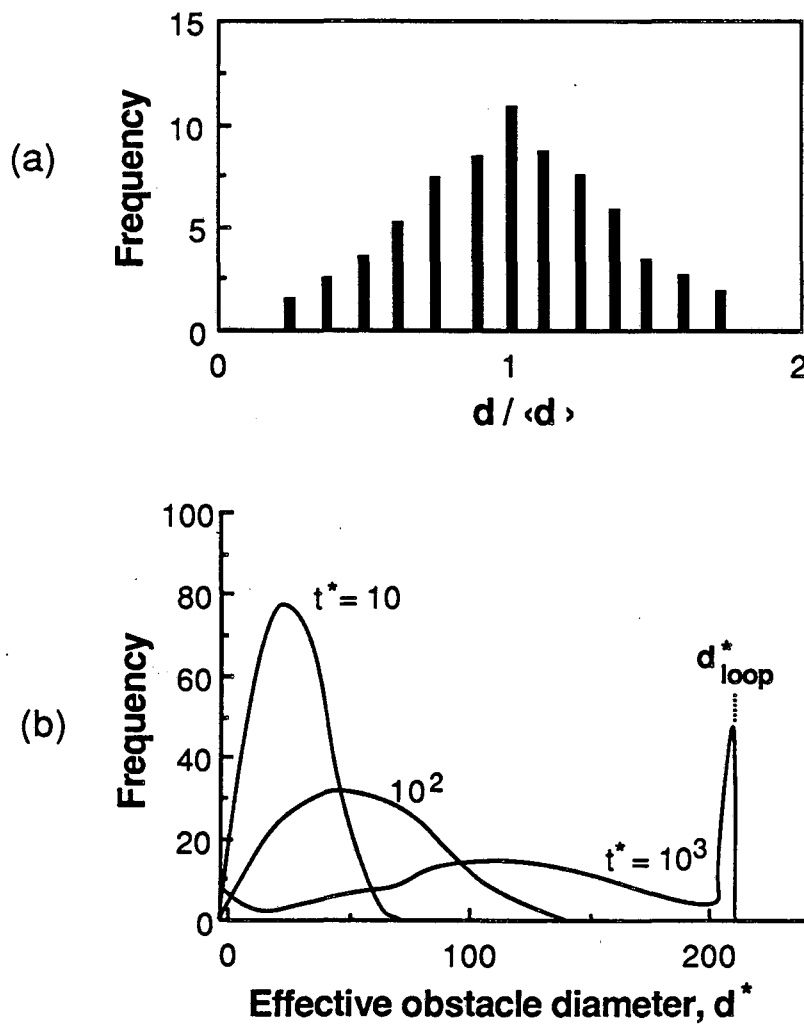 (a)
Frequency
15
10
5
0
0 1 2
d / ‹d ›
(b)
Frequency
100
80
60
40
20
0
t* = 10
10²
t* = 10³
d*loop
0 100 200
Effective obstacle diameter, d*